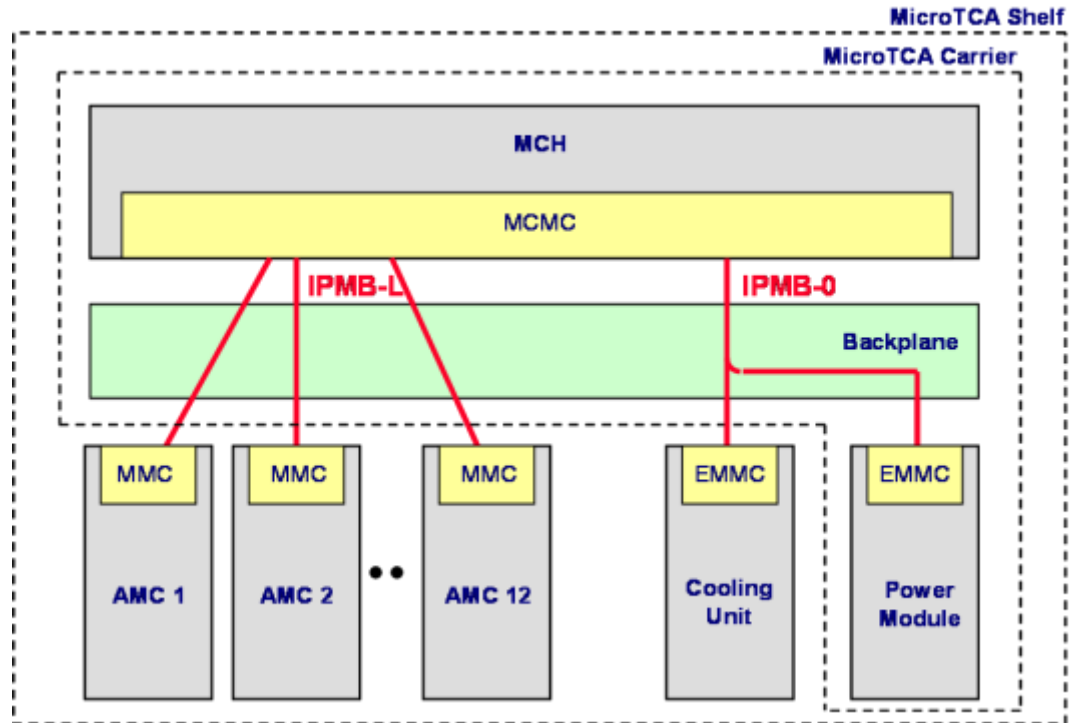 MicroTCA Shelf
MicroTCA Carrier
MCH
MCMC
IPMB-L
IPMB-0
Backplane
MMC
MMC
MMC
EMMC
EMMC
AMC 1
AMC 2
AMC 12
Cooling
Unit
Power
Module